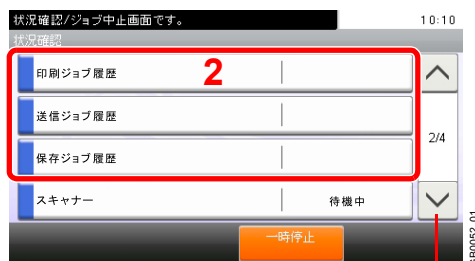 状況確認/ジョブ中止画面です。 10:10
状況確認
印刷ジョブ履歴 2
送信ジョブ履歴
2/4
保存ジョブ履歴
スキャナー 待機中
一時停止